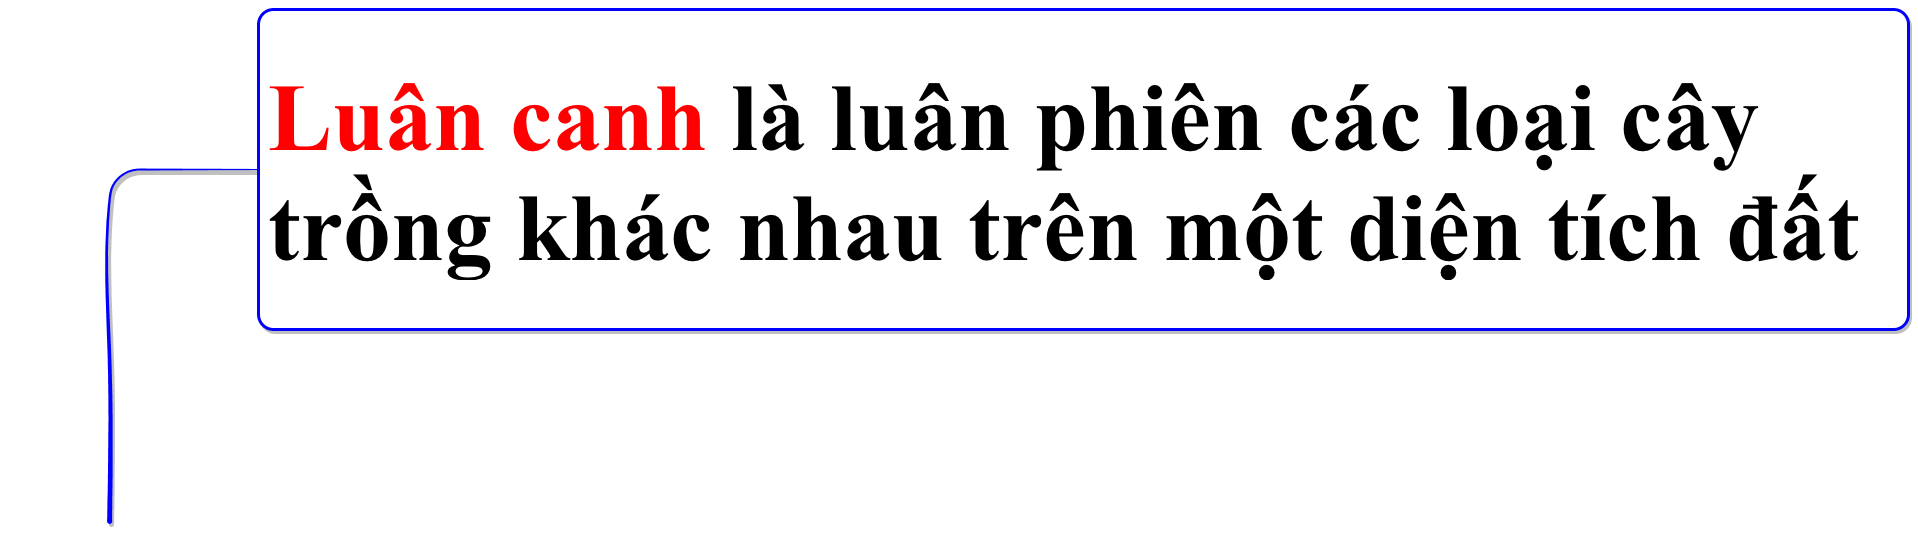 Luân canh là luân phiên các loại cây
trồng khác nhau trên một diện tích đất